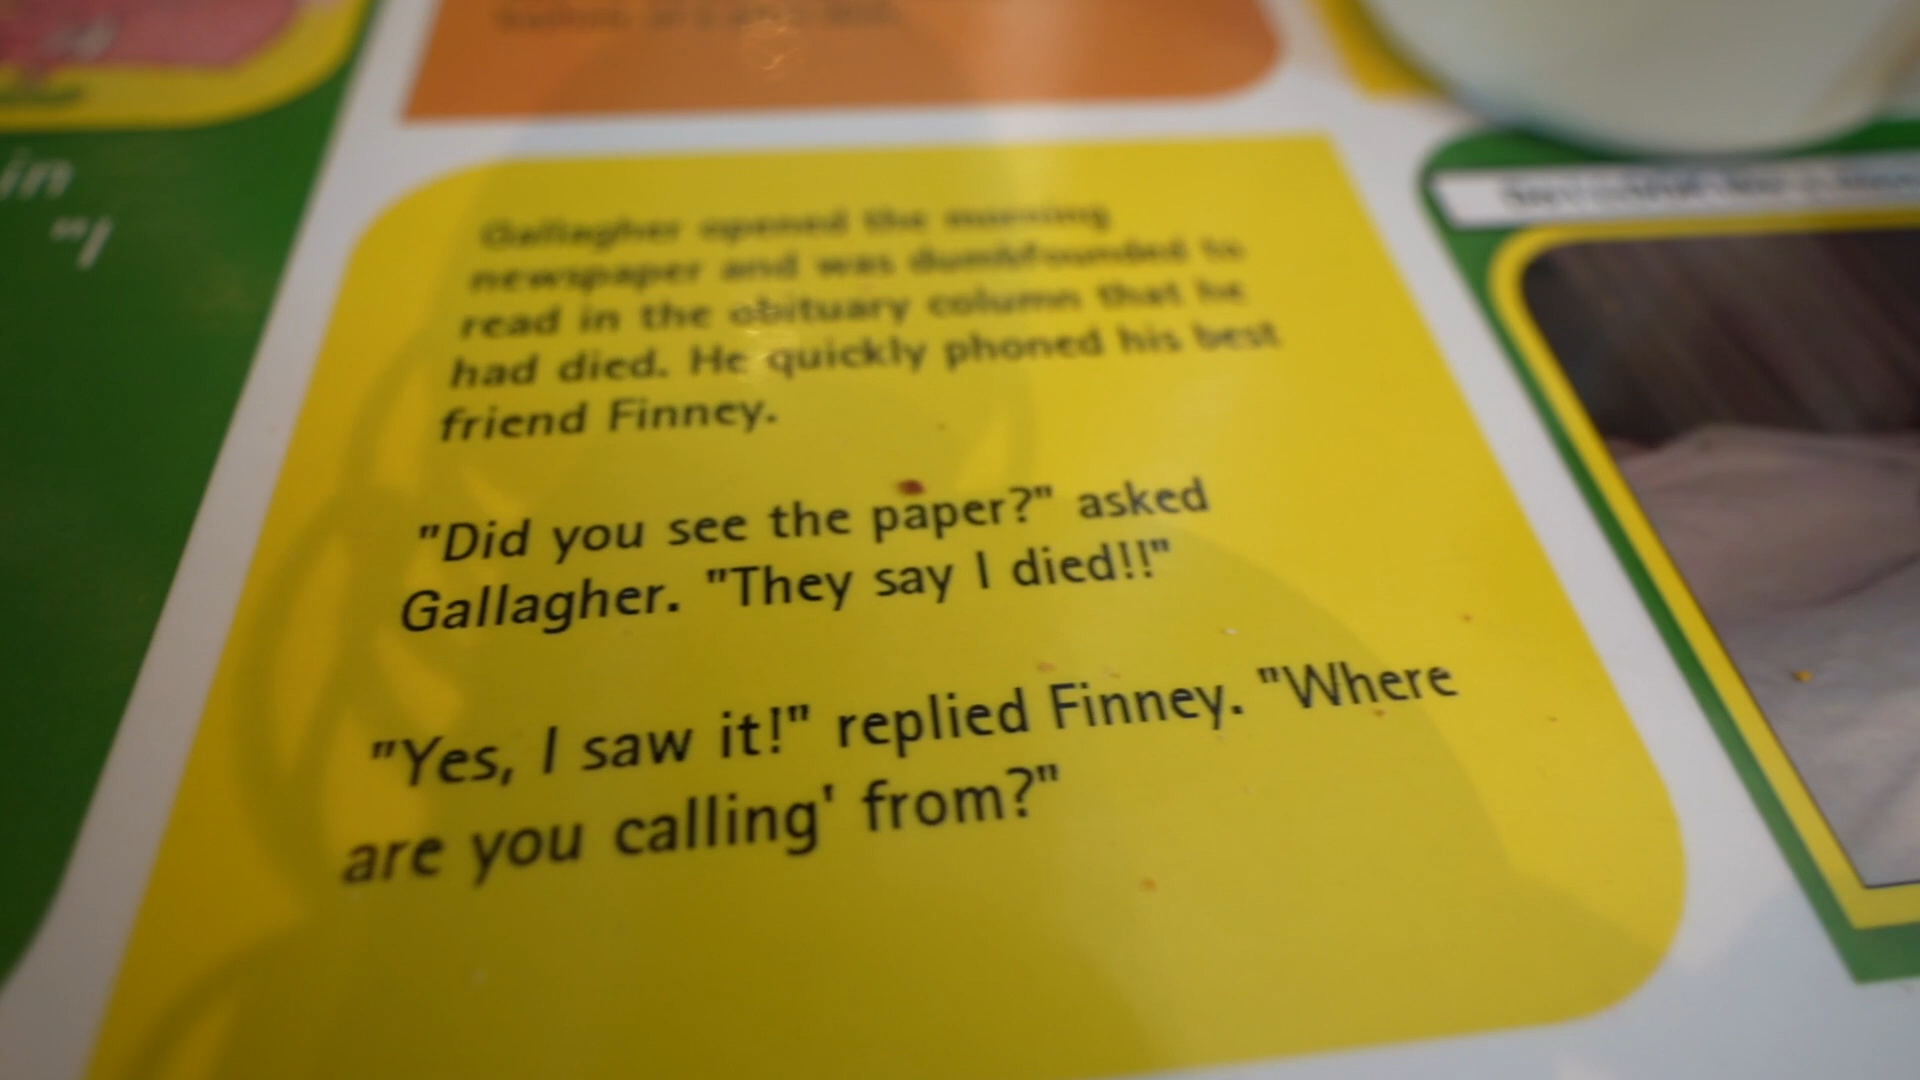 in
"I
Gallagher opened the morning
newspaper and was dumbfounded to
read in the obituary column that he
had died. He quickly phoned his best
friend Finney.
"Did you see the paper?" asked
Gallagher. "They say I died!!"
"Yes, I saw it!" replied Finney. "Where
are you calling' from?"